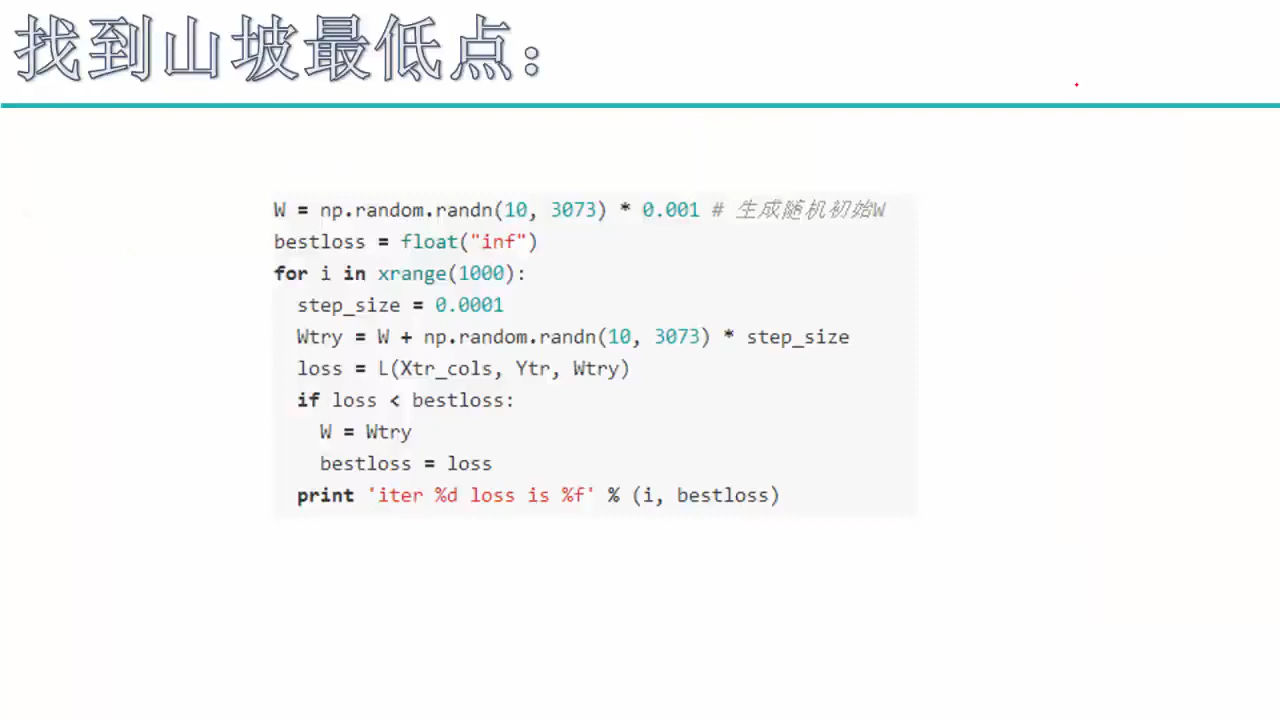 找到山坡最低点：
W = np.random.randn(10, 3073) * 0.001 # 生成随机初始W
bestloss = float("inf")
for i in xrange(1000):
  step_size = 0.0001
  Wtry = W + np.random.randn(10, 3073) * step_size
  loss = L(Xtr_cols, Ytr, Wtry)
  if loss < bestloss:
    W = Wtry
    bestloss = loss
  print 'iter %d loss is %f' % (i, bestloss)